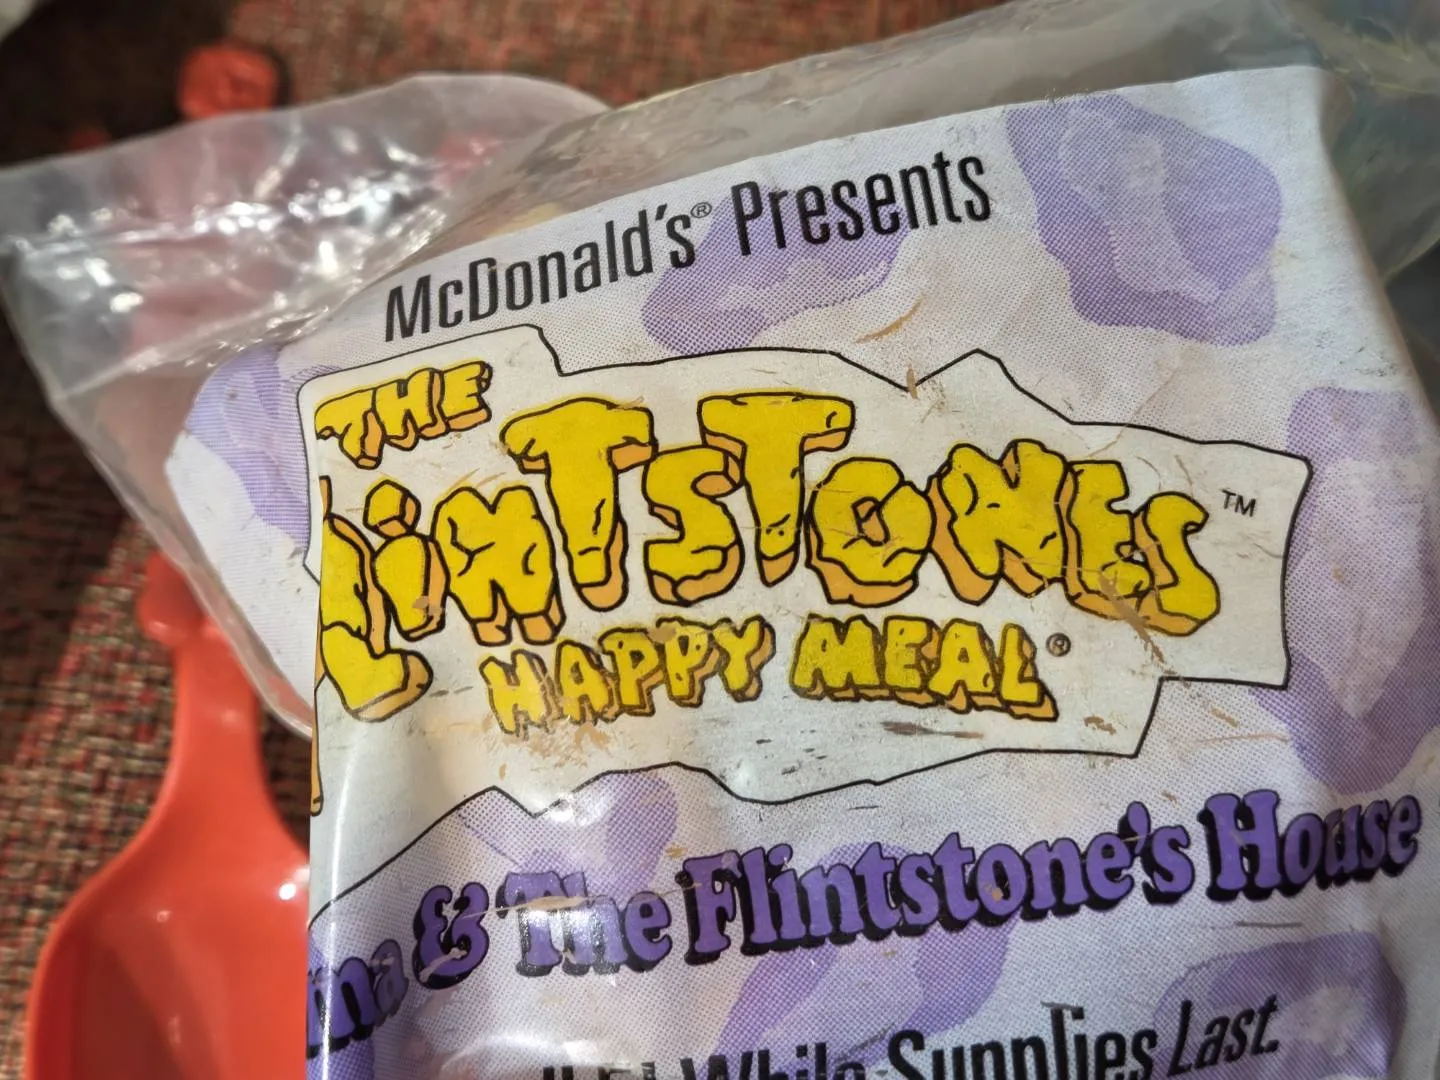 McDonald's® Presents
THE
FLINTSTONES™
HAPPY MEAL®
& The Flintstone's House
While Supplies Last.